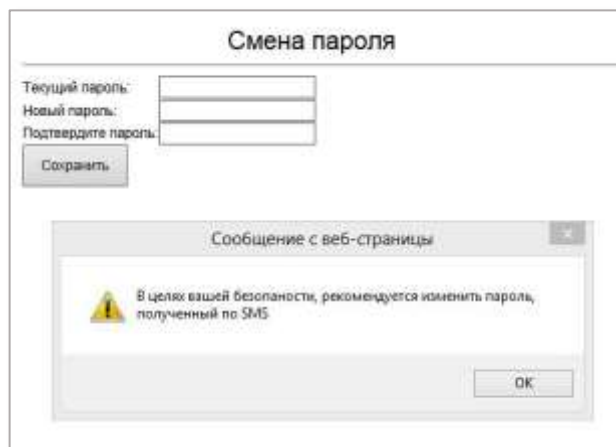 Смена пароля
Текущий пароль:
Новый пароль:
Подтвердите пароль:
Сохранить
Сообщение с веб-страницы
x
В целях вашей безопаности, рекомендуется изменить пароль,
полученный по SMS
OK